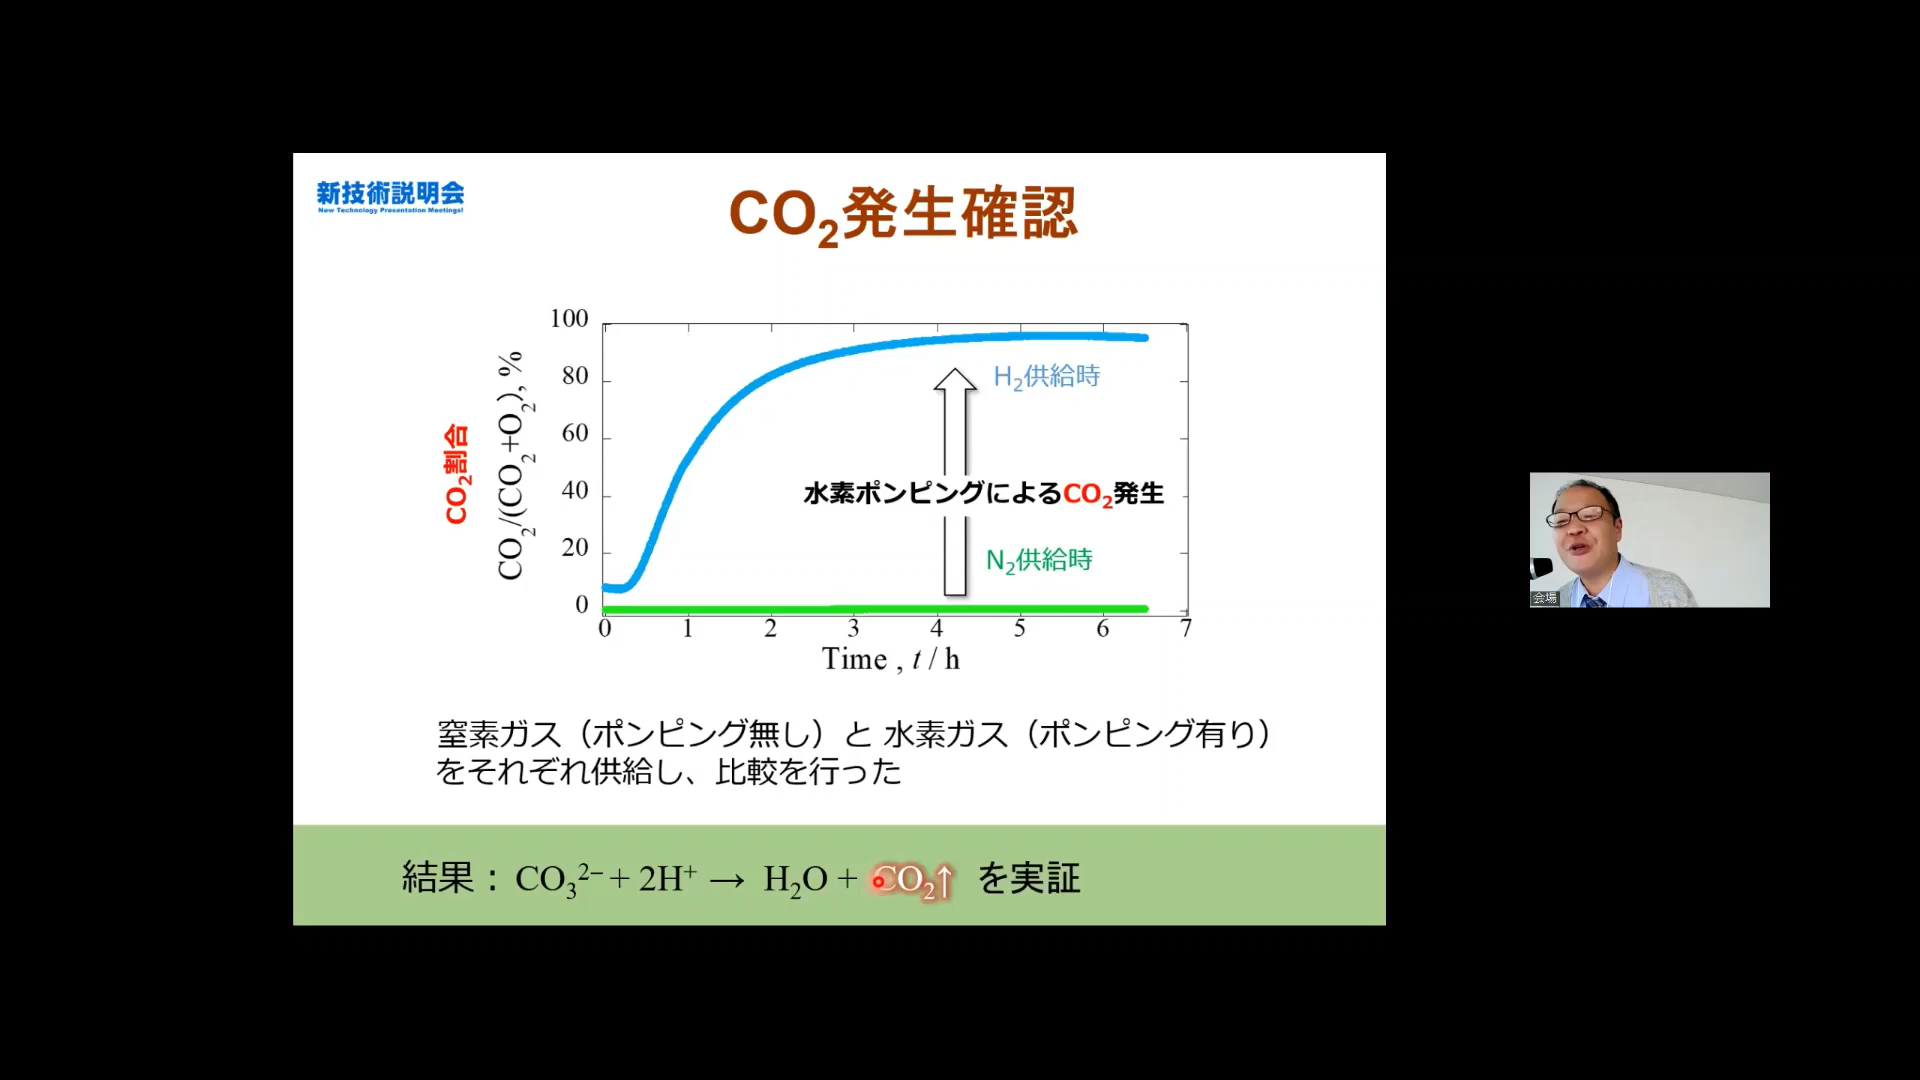 新技術説明会
New Technology Presentation Meetings!
CO₂発生確認
CO₂割合
CO₂/(CO₂+O₂), %
100
80
60
40
20
0
H₂供給時
水素ポンピングによるCO₂発生
N₂供給時
0 1 2 3 4 5 6 7
Time , t / h
窒素ガス（ポンピング無し）と 水素ガス（ポンピング有り）
をそれぞれ供給し、比較を行った
結果： CO₃²⁻ + 2H⁺ → H₂O + CO₂↑ を実証
会場